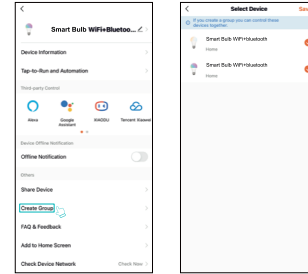 Smart Bulb WiFi+Bluetoo...
Device Information
Tap-to-Run and Automation
Third-party Control
Alexa
Google Assistant
XIAODU
Tencent Xiaowei
Device Offline Notification
Offline Notification
Others
Share Device
Create Group
FAQ & Feedback
Add to Home Screen
Check Device Network Check Now
Select Device
If you create a group you can control these
devices together.
Smart Bulb WiFi+bluetooth
Home
Smart Bulb WiFi+bluetooth
Home